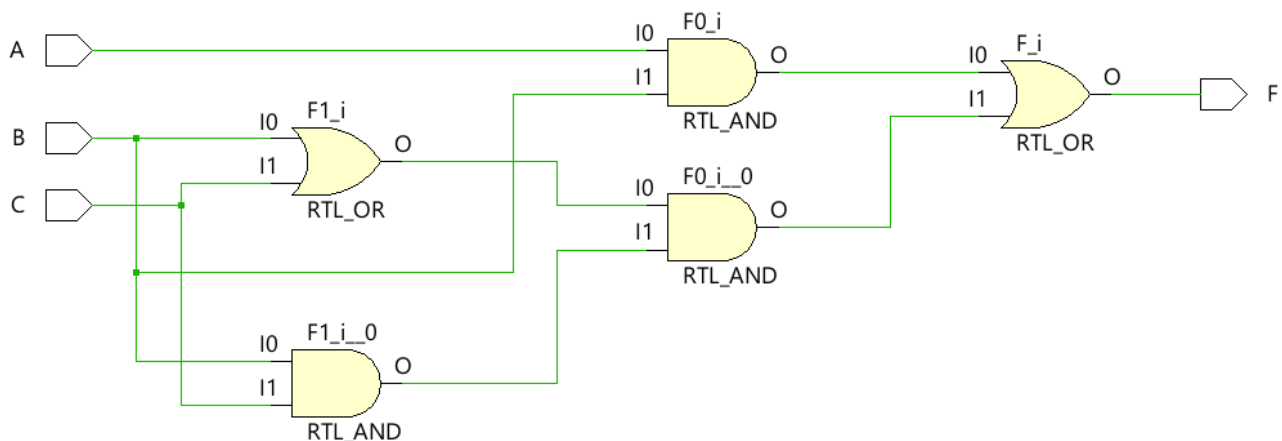 F0_i
A
I0
O
F_i
I0
O
I1
F1_i
I1
F
B
I0
O
RTL_AND
RTL_OR
I1
F0_i__0
C
I0
O
RTL_OR
I1
RTL_AND
F1_i__0
I0
O
I1
RTL_AND